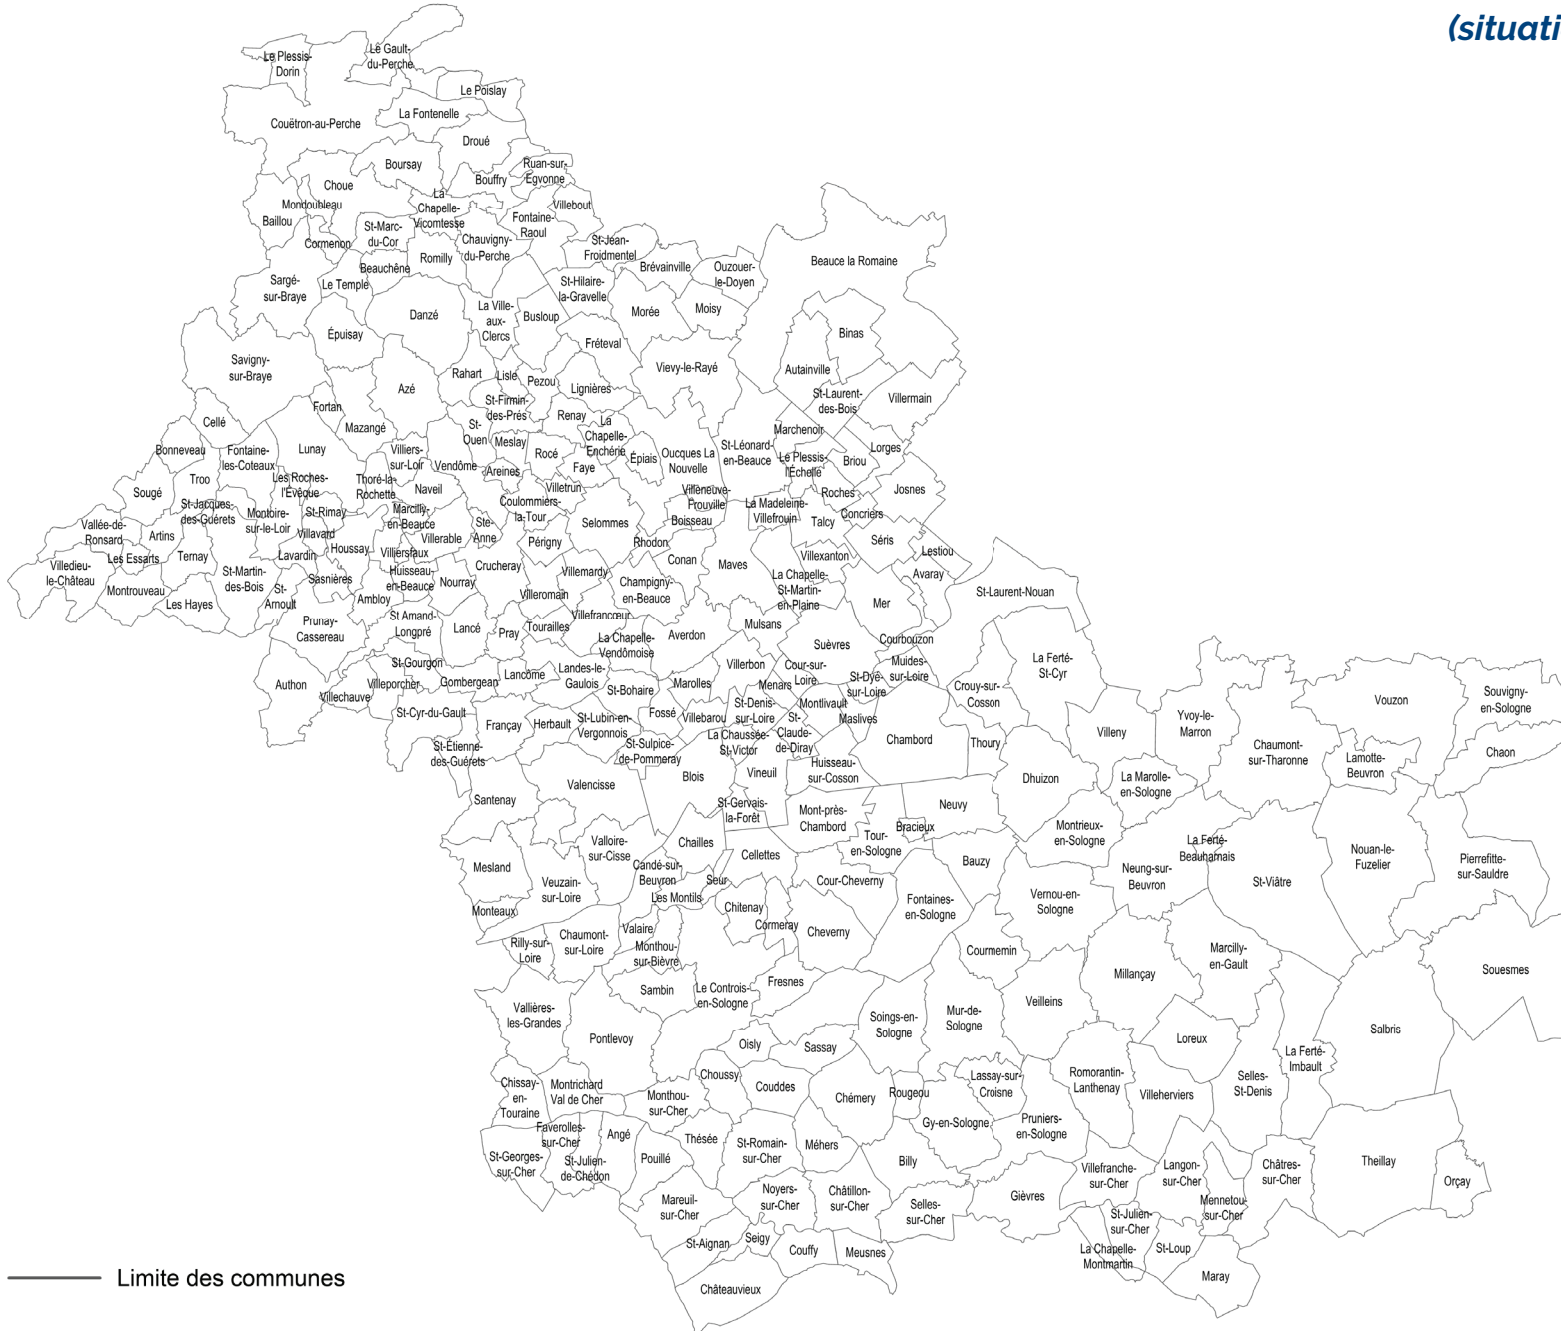 (situati
Le Plessis-
Dorin
Le Gault-
du-Perche
Le Poislay
La Fontenelle
Couëtron-au-Perche
Droué
Boursay
Ruan-sur-
Egvonne
Bouffry
Choue
La
Chapelle-
Vicomtesse
Mondoubleau
Villebout
Baillou
Fontaine-
Raoul
St-Marc-
du-Cor
Cormenon
Chauvigny-
du-Perche
St-Jean-
Froidmentel
Romilly
Beauchêne
Brévainville
Ouzouer-
le-Doyen
Beauce la Romaine
Sargé-
sur-Braye
Le Temple
St-Hilaire-
la-Gravelle
Danzé
La Ville-
aux-
Clercs
Busloup
Morée
Moisy
Épuisay
Binas
Fréteval
Savigny-
sur-Braye
Vievy-le-Rayé
Autainville
Rahart
Lislé
Pezou
Azé
Lignières
St-Laurent-
des-Bois
Villermain
Fortan
St-Firmin-
des-Prés
Renay
Cellé
Mazangé
St-
Ouen
Meslay
La
Chapelle-
Enchérie
Marchenoir
Bonneveau
Fontaine-
les-Coteaux
Lunay
Villiers-
sur-Loir
Vendôme
Rocé
Épiais
Oucques La
Nouvelle
St-Léonard-
en-Beauce
Lorges
Le Plessis-
l'Échelle
Briou
Areines
Faye
Troo
Les Roches-
l'Évêque
Thoré-la-
Rochette
Naveil
Villetrun
Sougé
Villeneuve-
Frouville
Roches
Josnes
St-Jacques-
des-Guérets
Montoire-
sur-le-Loir
St-Rimay
Marcilly-
en-Beauce
Coulommiers-
la-Tour
La Madeleine-
Villefrouin
Concriers
Vallée-de-
Ronsard
Artins
Villavard
Villerable
Ste-
Anne
Selommes
Boisseau
Talcy
Périgny
Rhodon
Séris
Les Essarts
Ternay
Lavardin
Houssay
Villiersfaux
Conan
Lestiou
Villedieu-
le-Château
Villexanton
Maves
Crucheray
Villemardy
Avaray
St-Martin-
des-Bois
Sasnières
Huisseau-
en-Beauce
Nourray
Champigny-
en-Beauce
La Chapelle-
St-Martin-
en-Plaine
Montrouveau
Villeromain
St-Laurent-Nouan
Les Hayes
St-
Arnoult
Ambloy
Mer
Prunay-
Cassereau
St Amand-
Longpré
Lancé
Villefrancœur
Tourailles
Pray
Mulsans
Averdon
La Chapelle-
Vendômoise
Suèvres
Courbouzon
St-Gourgon
Villerbon
Cour-sur-
Loire
Muides-
sur-Loire
La Ferté-
St-Cyr
Authon
Villechauve
Villeporcher
Gombergean
Lancôme
Landes-le-
Gaulois
St-Bohaire
Marolles
Menars
St-Dyé-
sur-Loire
Crouy-sur-
Cosson
St-Cyr-du-Gault
Françay
Herbault
St-Lubin-en-
Vergonnois
Fossé
Villebarou
St-Denis-
sur-Loire
Montlivault
Maslives
Vouzon
Souvigny-
en-Sologne
St-
Claude-
de-Diray
Yvoy-le-
Marron
Villeny
St-Étienne-
des-Guérets
St-Sulpice-
de-Pommeray
La Chaussée-
St-Victor
Chambord
Thoury
Chaumont-
sur-Tharonne
Lamotte-
Beuvron
Chaon
Huisseau-
sur-Cosson
Valencisse
Blois
Vineuil
Dhuizon
La Marolle-
en-Sologne
Santenay
St-Gervais-
la-Forêt
Mont-près-
Chambord
Neuvy
Bracieux
Montrieux-
en-Sologne
Valloire-
sur-Cisse
Chailles
Tour-
en-Sologne
La Ferté-
Beauharnais
Nouan-le-
Fuzelier
Pierrefitte-
sur-Sauldre
Cellettes
Bauzy
Mesland
Candé-sur-
Beuvron
Seur
Cour-Cheverny
Neung-sur-
Beuvron
St-Viâtre
Veuzain-
sur-Loire
Les Montils
Chitenay
Fontaines-
en-Sologne
Vernou-en-
Sologne
Monteaux
Cormeray
Cheverny
Rilly-sur-
Loire
Chaumont-
sur-Loire
Valaire
Monthou-
sur-Bièvre
Courmemin
Marcilly-
en-Gault
Sambin
Le Controis-
en-Sologne
Fresnes
Millançay
Souesmes
Vallières-
les-Grandes
Soings-en-
Sologne
Mur-de-
Sologne
Veilleins
Pontlevoy
Oisly
Sassay
Loreux
Salbris
La Ferté-
Imbault
Chissay-
en-
Touraine
Montrichard
Val de Cher
Choussy
Couddes
Lassay-sur-
Croisne
Romorantin-
Lanthenay
Selles-
St-Denis
Monthou-
sur-Cher
Chémery
Rougeou
Villeherviers
Faverolles-
sur-Cher
Angé
Thésée
Gy-en-Sologne
Pruniers-
en-Sologne
St-Romain-
sur-Cher
Méhers
St-Georges-
sur-Cher
St-Julien-
de-Chédon
Pouillé
Billy
Villefranche-
sur-Cher
Langon-
sur-Cher
Châtres-
sur-Cher
Theillay
Orçay
Mareuil-
sur-Cher
Noyers-
sur-Cher
Châtillon-
sur-Cher
Gièvres
Mennetou-
sur-Cher
Selles-
sur-Cher
St-Julien-
sur-Cher
St-Aignan
Seigy
Couffy
Meusnes
La Chapelle-
Montmartin
St-Loup
Maray
Châteauvieux
Limite des communes